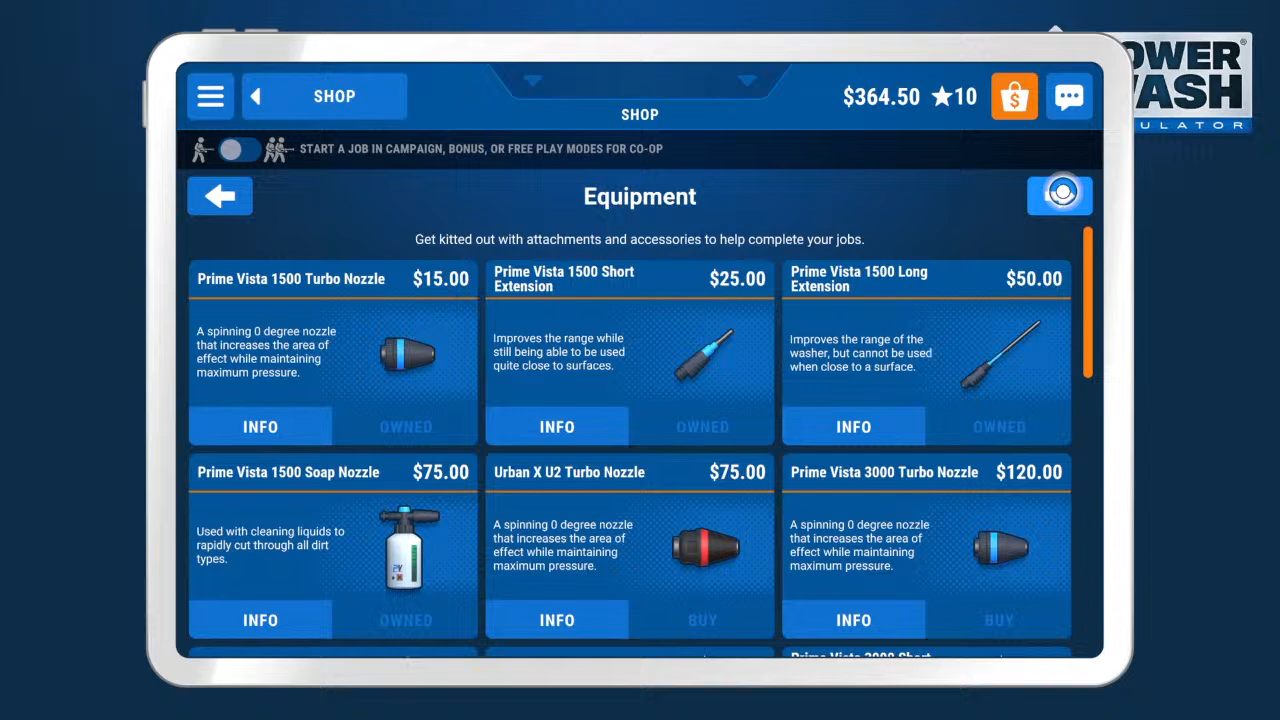 SHOP
$364.50 ★10
SHOP
START A JOB IN CAMPAIGN, BONUS, OR FREE PLAY MODES FOR CO-OP
Equipment
Get kitted out with attachments and accessories to help complete your jobs.
Prime Vista 1500 Turbo Nozzle $15.00
A spinning 0 degree nozzle
that increases the area of
effect while maintaining
maximum pressure.
INFO OWNED
Prime Vista 1500 Short
Extension
$25.00
Improves the range while
still being able to be used
quite close to surfaces.
INFO OWNED
Prime Vista 1500 Long
Extension
$50.00
Improves the range of the
washer, but cannot be used
when close to a surface.
INFO OWNED
Prime Vista 1500 Soap Nozzle $75.00
Used with cleaning liquids to
rapidly cut through all dirt
types.
INFO OWNED
Urban X U2 Turbo Nozzle $75.00
A spinning 0 degree nozzle
that increases the area of
effect while maintaining
maximum pressure.
INFO BUY
Prime Vista 3000 Turbo Nozzle $120.00
A spinning 0 degree nozzle
that increases the area of
effect while maintaining
maximum pressure.
INFO BUY
Prime Vista 3000 Short
OWER
ASH
ULATOR